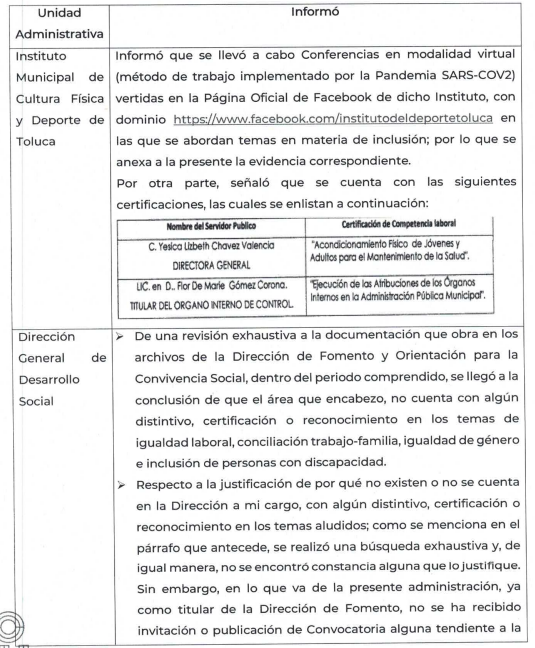 Unidad
Administrativa
Informó
Instituto
Municipal de
Cultura Física
y Deporte de
Toluca
Informó que se llevó a cabo Conferencias en modalidad virtual
(método de trabajo implementado por la Pandemia SARS-COV2)
vertidas en la Página Oficial de Facebook de dicho Instituto, con
dominio https://www.facebook.com/institutodeldeportetoluca en
las que se abordan temas en materia de inclusión; por lo que se
anexa a la presente la evidencia correspondiente.
Por otra parte, señaló que se cuenta con las siguientes
certificaciones, las cuales se enlistan a continuación:
Nombre del Servidor Publico
Certificación de Competencia laboral
C. Yesica Lizbeth Chavez Valencia
DIRECTORA GENERAL
"Acondicionamiento Físico de Jóvenes y
Adultos para el Mantenimiento de la Salud".
LIC. en D.. Flor De Marie Gómez Corona.
TITULAR DEL ORGANO INTERNO DE CONTROL.
"Ejecución de las Atribuciones de los Órganos
Internos en la Administración Pública Municipal".
Dirección
General de
Desarrollo
Social
➢ De una revisión exhaustiva a la documentación que obra en los
archivos de la Dirección de Fomento y Orientación para la
Convivencia Social, dentro del periodo comprendido, se llegó a la
conclusión de que el área que encabezo, no cuenta con algún
distintivo, certificación o reconocimiento en los temas de
igualdad laboral, conciliación trabajo-familia, igualdad de género
e inclusión de personas con discapacidad.
➢ Respecto a la justificación de por qué no existen o no se cuenta
en la Dirección a mi cargo, con algún distintivo, certificación o
reconocimiento en los temas aludidos; como se menciona en el
párrafo que antecede, se realizó una búsqueda exhaustiva y, de
igual manera, no se encontró constancia alguna que lo justifique.
Sin embargo, en lo que va de la presente administración, ya
como titular de la Dirección de Fomento, no se ha recibido
invitación o publicación de Convocatoria alguna tendiente a la